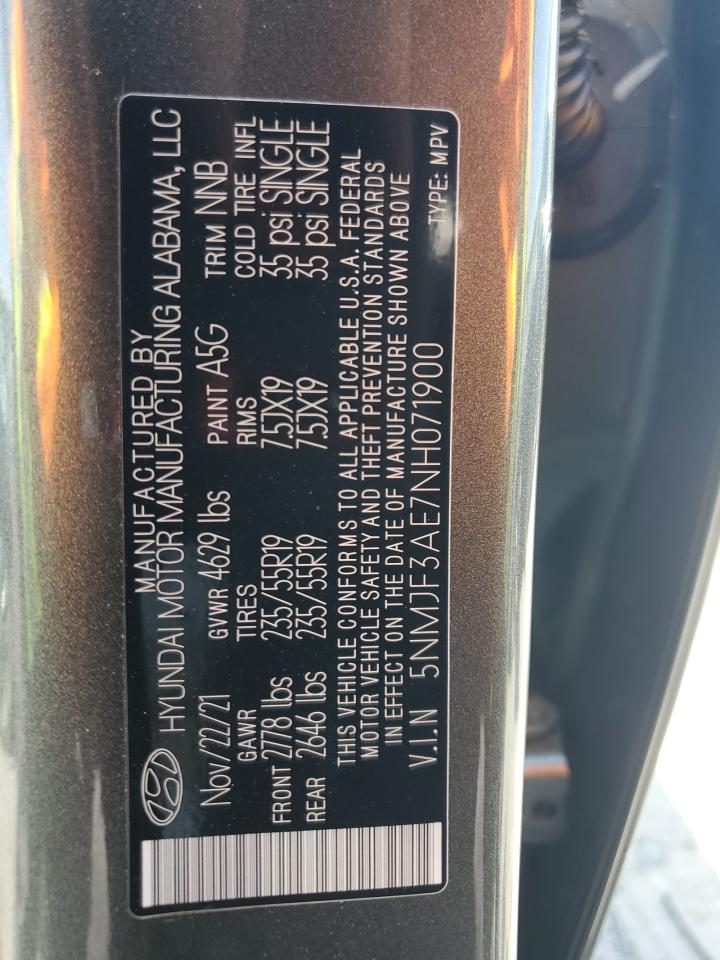 MANUFACTURED BY
HYUNDAI MOTOR MANUFACTURING ALABAMA, LLC
Nov/22/21 GVWR 4629 lbs PAINT A5G TRIM NNB
GAWR TIRES RIMS COLD TIRE INFL
FRONT 2778 lbs 235/55R19 7.5JX19 35 psi SINGLE
REAR 2646 lbs 235/55R19 7.5JX19 35 psi SINGLE
THIS VEHICLE CONFORMS TO ALL APPLICABLE U.S.A. FEDERAL
MOTOR VEHICLE SAFETY AND THEFT PREVENTION STANDARDS
IN EFFECT ON THE DATE OF MANUFACTURE SHOWN ABOVE
V.I.N 5NMJF3AE7NH071900 TYPE: MPV